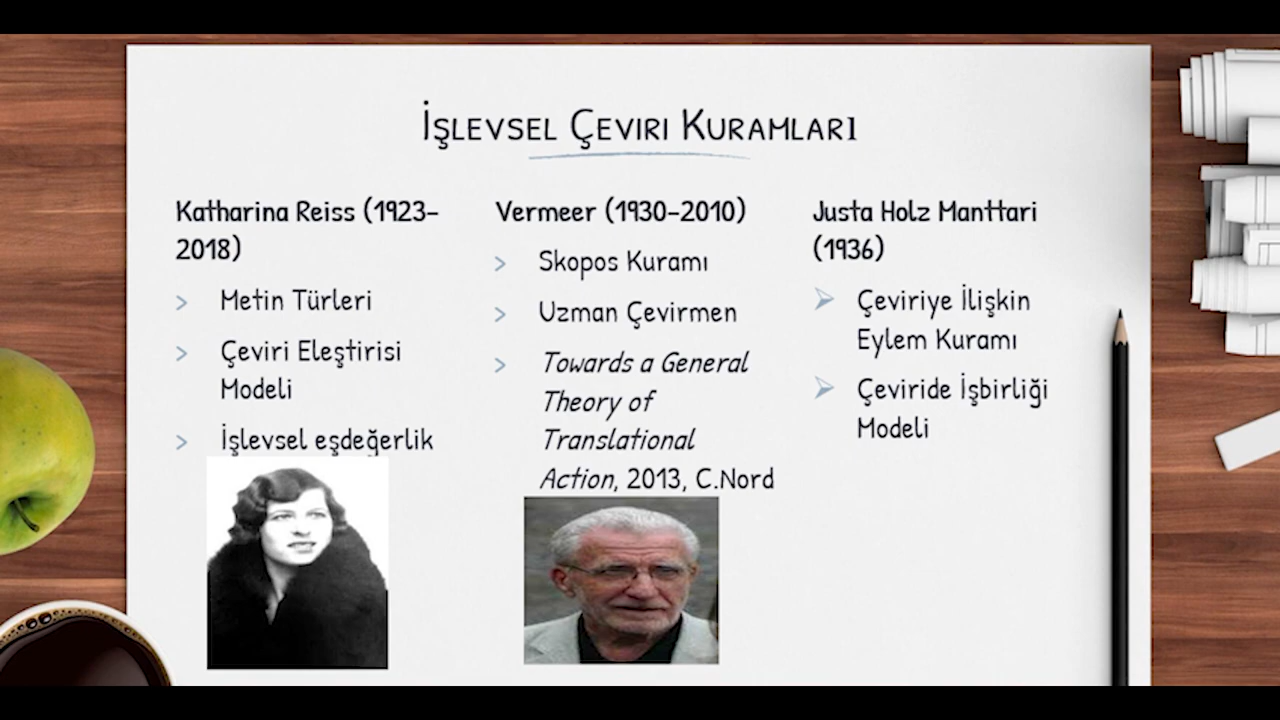 İşlevsel Çeviri Kuramları
Katharina Reiss (1923-
2018)
> Metin Türleri
> Çeviri Eleştirisi
Modeli
> İşlevsel eşdeğerlik
Vermeer (1930-2010)
> Skopos Kuramı
> Uzman Çevirmen
> Towards a General
Theory of
Translational
Action, 2013, C.Nord
Justa Holz Manttari
(1936)
➢ Çeviriye İlişkin
Eylem Kuramı
➢ Çeviride İşbirliği
Modeli